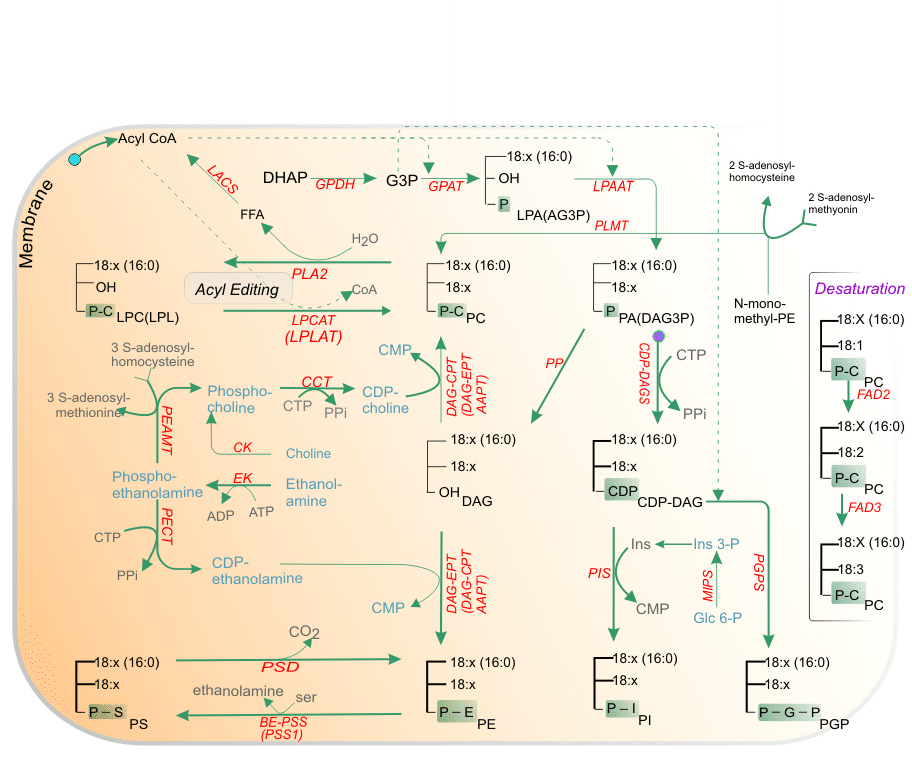 Membrane
Acyl CoA
LACS
FFA
H2O
PLA2
DHAP
GPDH
G3P
GPAT
18:x (16:0)
OH
P
LPA(AG3P)
LPAAT
PLMT
2 S-adenosyl-
homocysteine
2 S-adenosyl-
methyonin
N-mono-
methyl-PE
18:x (16:0)
OH
P-C
LPC(LPL)
Acyl Editing
CoA
LPCAT
(LPLAT)
18:x (16:0)
18:x
P-C
PC
18:x (16:0)
18:x
P
PA(DAG3P)
Desaturation
18:X (16:0)
18:1
P-C
PC
FAD2
18:X (16:0)
18:2
P-C
PC
FAD3
18:X (16:0)
18:3
P-C
PC
3 S-adenosyl-
homocysteine
3 S-adenosyl-
methionine
PEAMT
Phospho-
choline
CCT
CTP
PPi
CDP-
choline
CMP
DAG-CPT
(DAG-EPT
AAPT)
PP
CDP-DAGS
CTP
PPi
CK
Choline
Phospho-
ethanolamine
EK
Ethanol-
amine
ADP
ATP
18:x (16:0)
18:x
OH
DAG
18:x (16:0)
18:x
CDP
CDP-DAG
CTP
PECT
PPi
CDP-
ethanolamine
CMP
DAG-EPT
(DAG-CPT
AAPT)
PIS
Ins
Ins 3-P
MIPS
Glc 6-P
CMP
PGPS
18:x (16:0)
18:x
P – S
PS
CO2
PSD
ethanolamine
ser
BE-PSS
(PSS1)
18:x (16:0)
18:x
P – E
PE
18:x (16:0)
18:x
P – I
PI
18:x (16:0)
18:x
P – G – P
PGP